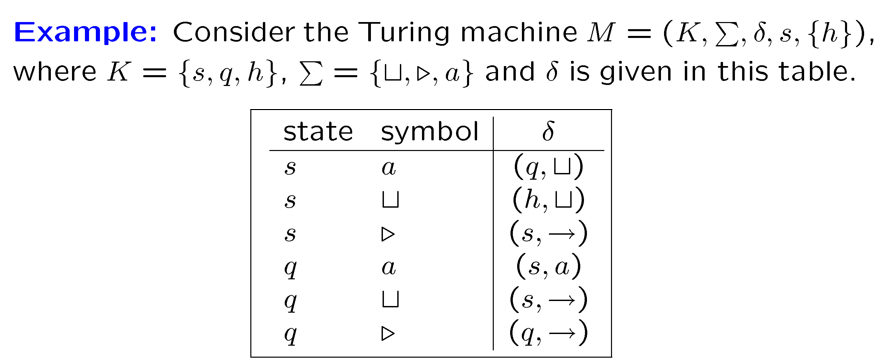 Example: Consider the Turing machine M = (K, Σ, δ, s, {h}),
where K = {s, q, h}, Σ = {⊔, ▹, a} and δ is given in this table.
state symbol δ
s a (q, ⊔)
s ⊔ (h, ⊔)
s ▹ (s, →)
q a (s, a)
q ⊔ (s, →)
q ▹ (q, →)